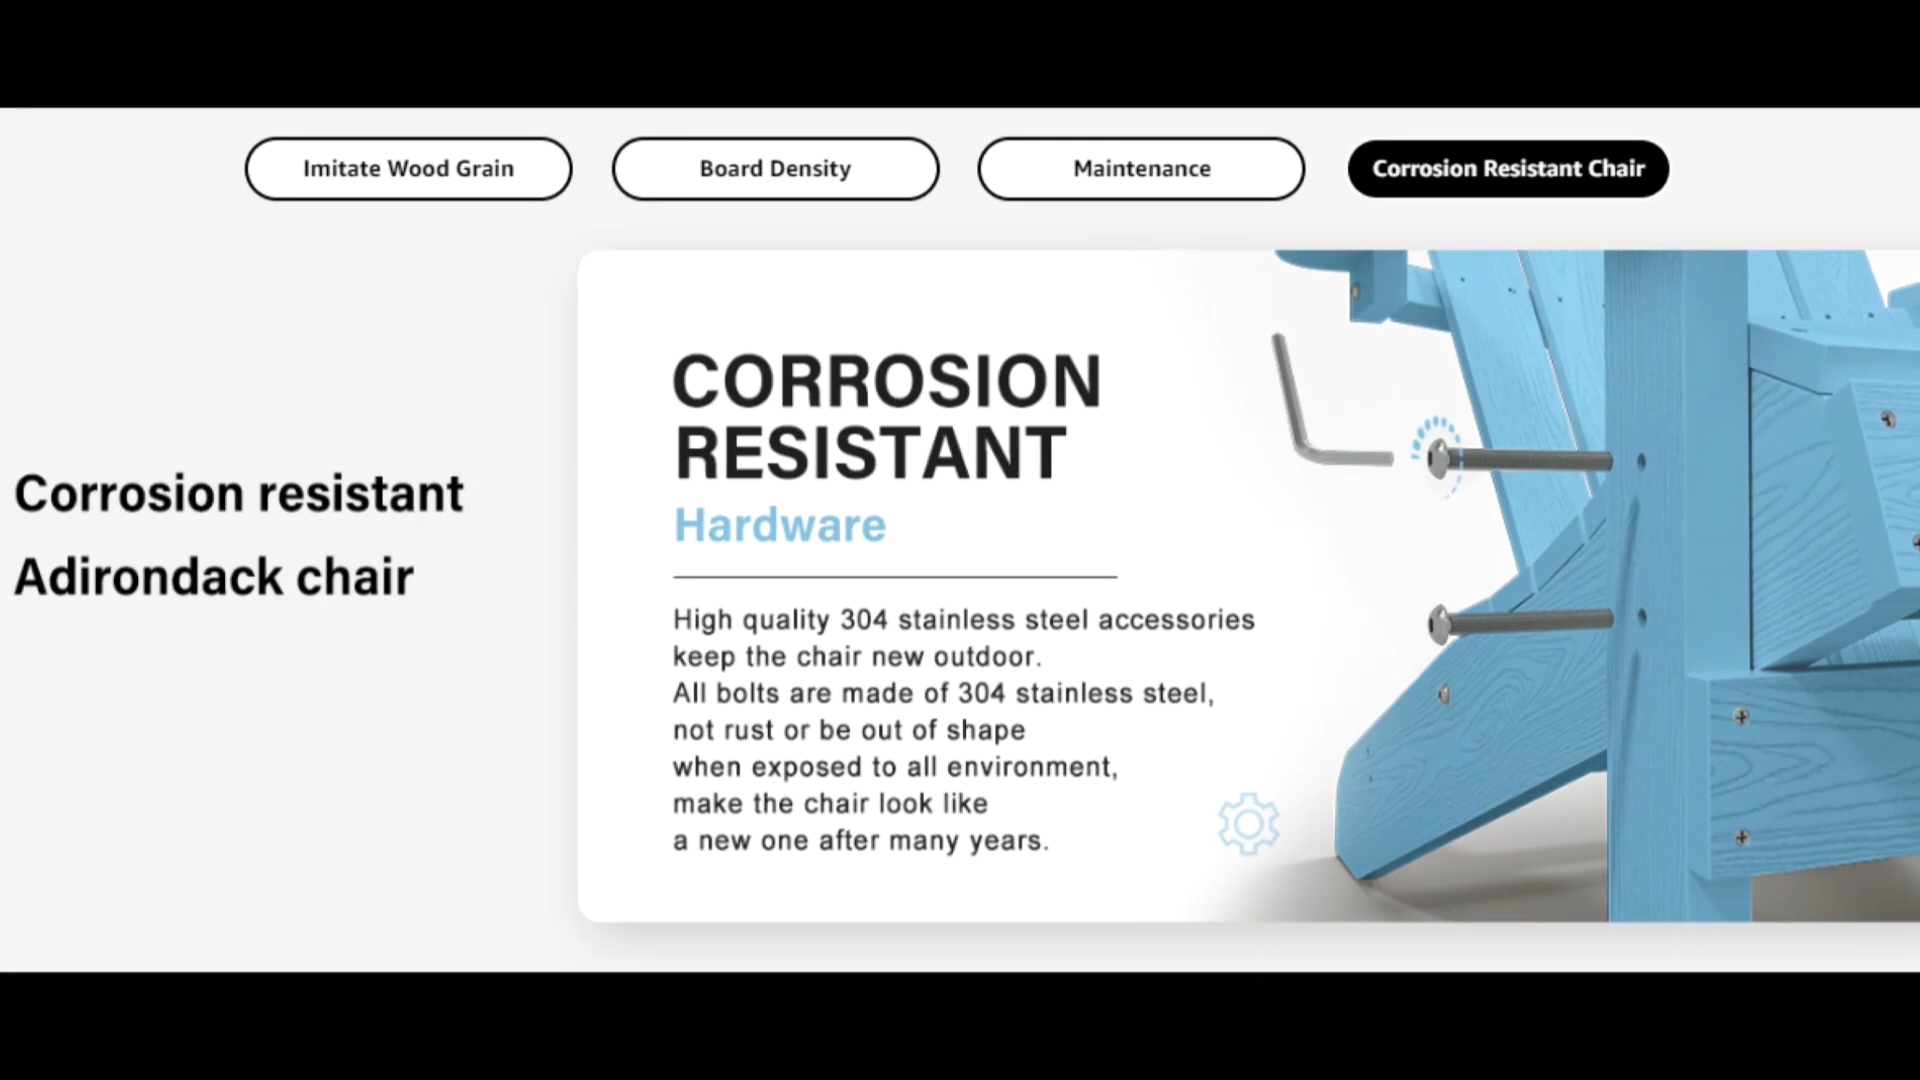 Imitate Wood Grain
Board Density
Maintenance
Corrosion Resistant Chair
Corrosion resistant
Adirondack chair
CORROSION
RESISTANT
Hardware
High quality 304 stainless steel accessories
keep the chair new outdoor.
All bolts are made of 304 stainless steel,
not rust or be out of shape
when exposed to all environment,
make the chair look like
a new one after many years.